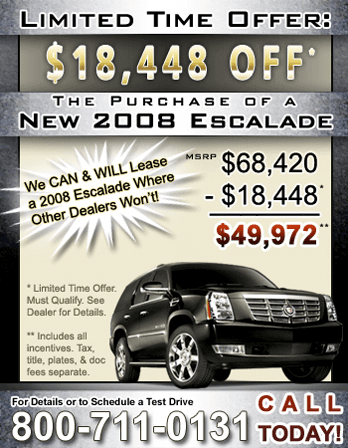 Limited Time Offer:
$18,448 OFF*
The Purchase of a
New 2008 Escalade
We CAN & WILL Lease
a 2008 Escalade Where
Other Dealers Won't!
MSRP $68,420
- $18,448*
$49,972**
* Limited Time Offer.
Must Qualify. See
Dealer for Details.
** Includes all
incentives. Tax,
title, plates, & doc
fees separate.
For Details or to Schedule a Test Drive
800-711-0131
CALL
TODAY!